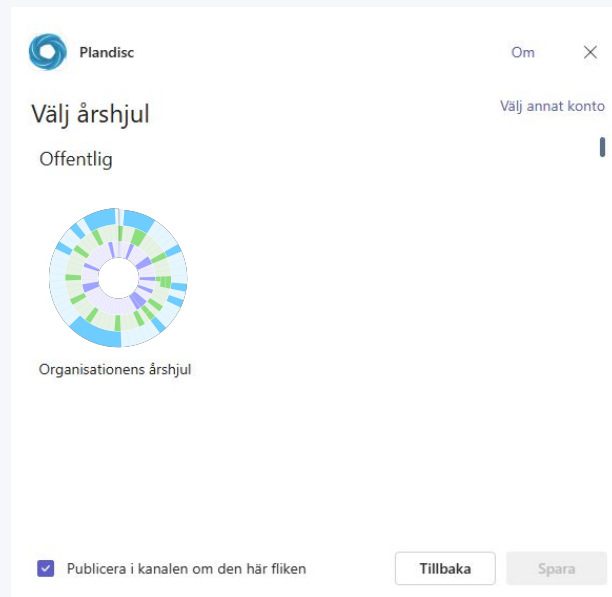 Plandisc
Om
Välj årshjul
Välj annat konto
Offentlig
Organisationens årshjul
Publicera i kanalen om den här fliken
Tillbaka
Spara